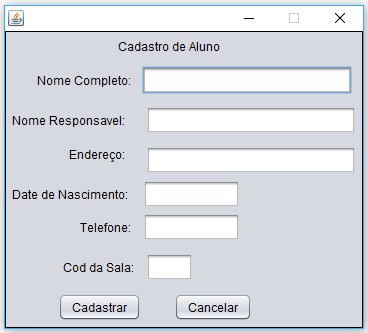 Cadastro de Aluno
Nome Completo:
Nome Responsavel:
Endereço:
Date de Nascimento:
Telefone:
Cod da Sala:
Cadastrar
Cancelar